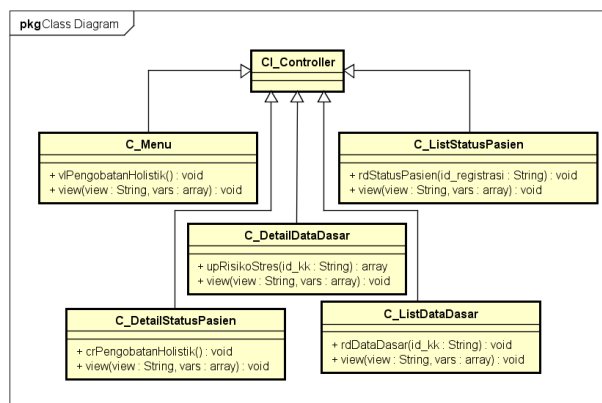 pkg Class Diagram
CI_Controller
C_Menu
+ vlPengobatanHolistik() : void
+ view(view : String, vars : array) : void
C_ListStatusPasien
+ rdStatusPasien(id_registrasi : String) : void
+ view(view : String, vars : array) : void
C_DetailDataDasar
+ upRisikoStres(id_kk : String) : array
+ view(view : String, vars : array) : void
C_DetailStatusPasien
+ crPengobatanHolistik() : void
+ view(view : String, vars : array) : void
C_ListDataDasar
+ rdDataDasar(id_kk : String) : void
+ view(view : String, vars : array) : void